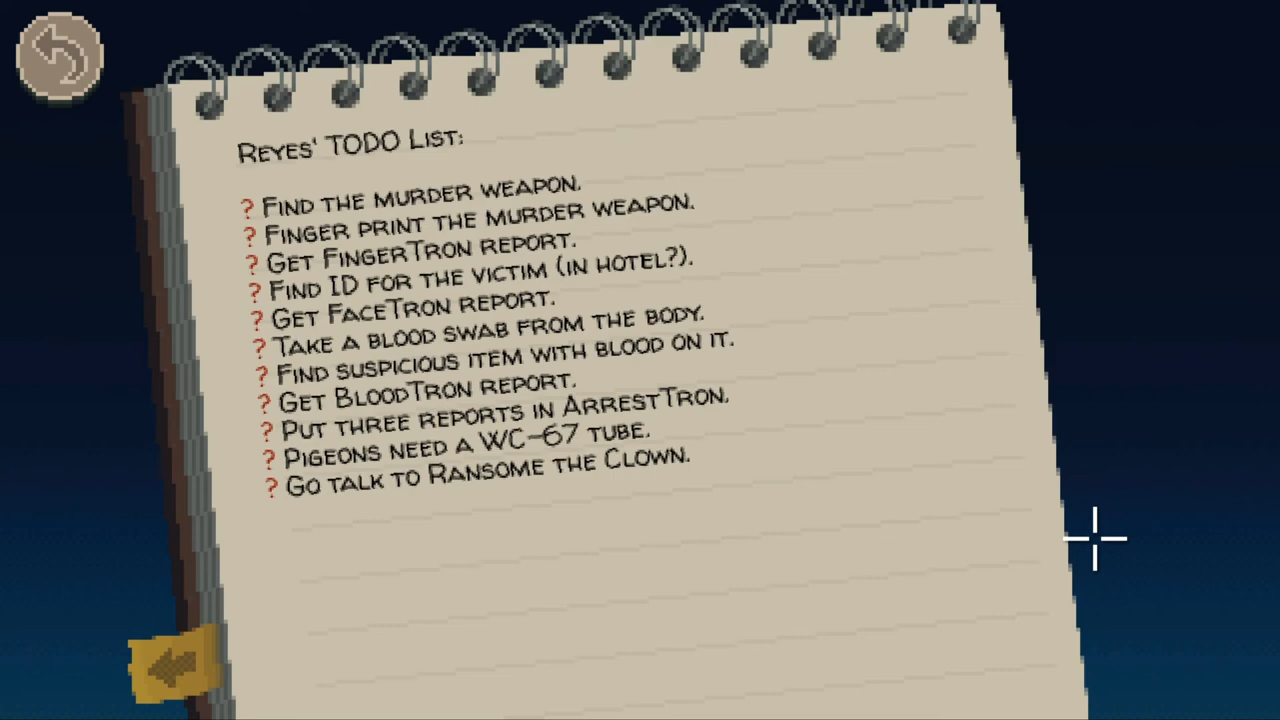 Reyes' TODO List:
? Find the murder weapon.
? Finger print the murder weapon.
? Get FingerTron report.
? Find ID for the victim (in hotel?).
? Get FaceTron report.
? Take a blood swab from the body.
? Find suspicious item with blood on it.
? Get BloodTron report.
? Put three reports in ArrestTron.
? Pigeons need a WC-67 tube.
? Go talk to Ransome the Clown.